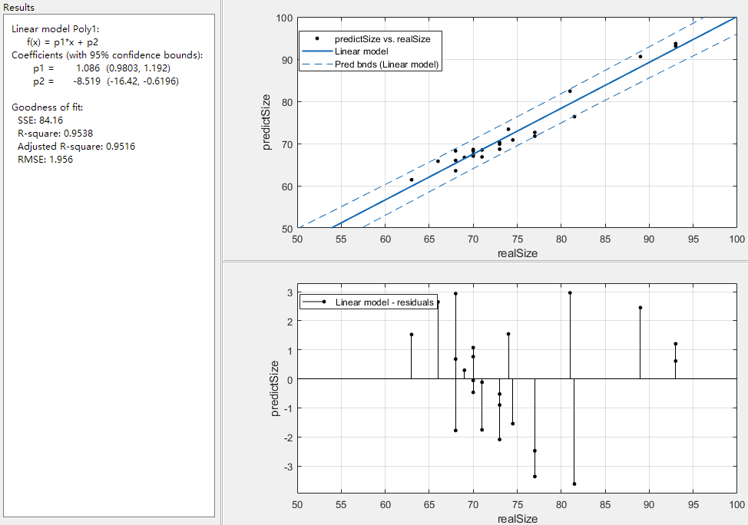 Results
Linear model Poly1:
f(x) = p1*x + p2
Coefficients (with 95% confidence bounds):
p1 = 1.086 (0.9803, 1.192)
p2 = -8.519 (-16.42, -0.6196)
Goodness of fit:
SSE: 84.16
R-square: 0.9538
Adjusted R-square: 0.9516
RMSE: 1.956
100
90
80
70
60
50
predictSize
predictSize vs. realSize
Linear model
Pred bnds (Linear model)
50 55 60 65 70 75 80 85 90 95 100
realSize
3
2
1
0
-1
-2
-3
predictSize
Linear model - residuals
50 55 60 65 70 75 80 85 90 95 100
realSize